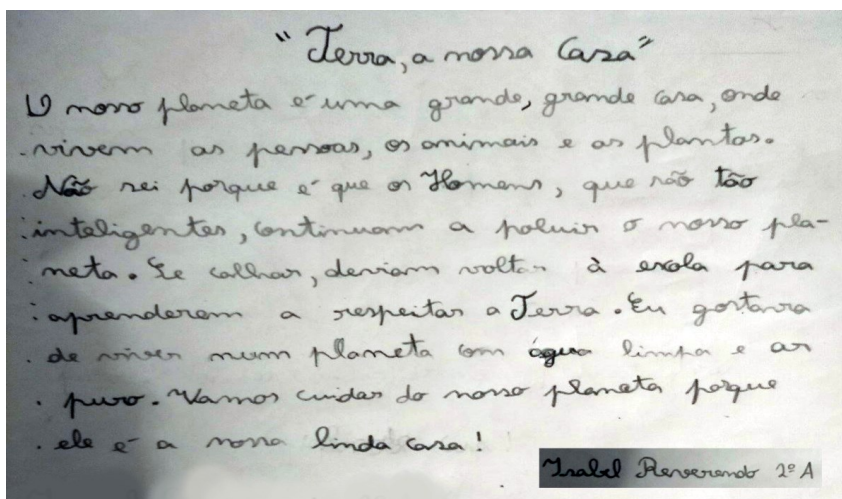 "Terra, a nossa Casa"
O nosso planeta é uma grande, grande casa, onde
vivem as pessoas, os animais e as plantas.
Não sei porque é que os Homens, que são tão
inteligentes, continuam a poluir o nosso pla-
neta. Se calhar, deviam voltar à escola para
aprenderem a respeitar a Terra. Eu gostava
de viver num planeta com água limpa e ar
puro. Vamos cuidar do nosso planeta porque
ele é a nossa linda casa!
Isabel Reverendo 2º A